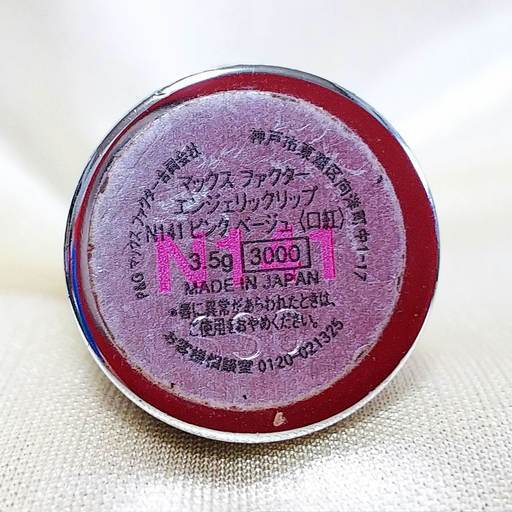 P&G マックス ファクター合同会社
神戸市東灘区向洋町中1-17
マックス ファクター
エンジェリックリップ
N141 ピンク ベージュ〈口紅〉
N141
3.5g 3000
MADE IN JAPAN
*唇に異常があらわれたときは、
ご使用をおやめください。
お客様相談室 0120-021325